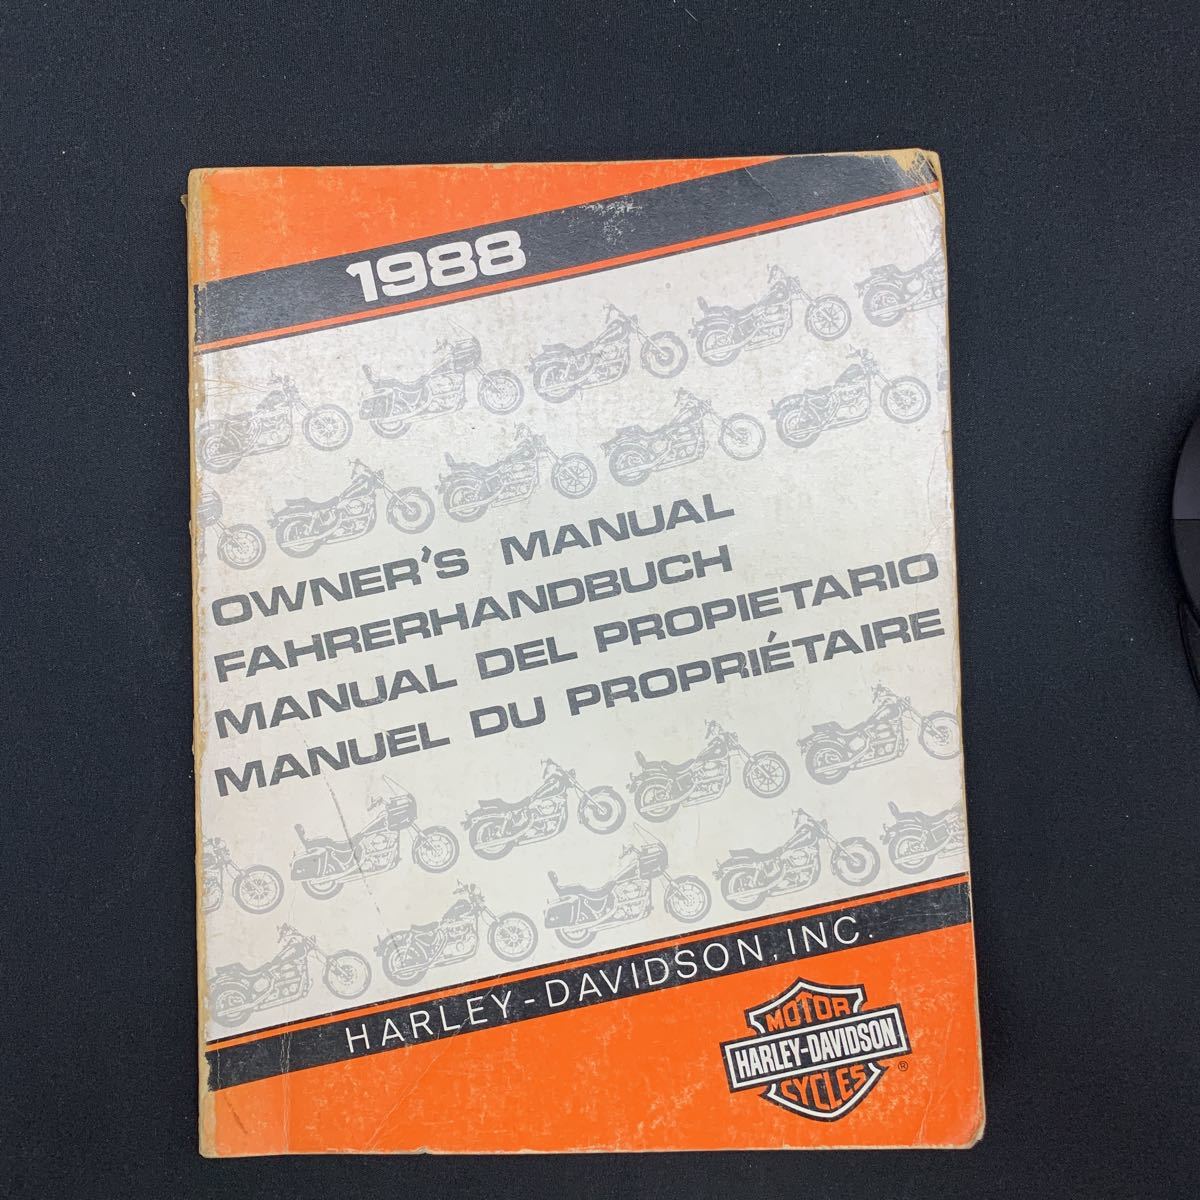 1988
OWNER'S MANUAL
FAHRERHANDBUCH
MANUAL DEL PROPIETARIO
MANUEL DU PROPRIÉTAIRE
HARLEY-DAVIDSON, INC.
MOTOR
HARLEY-DAVIDSON
CYCLES
®